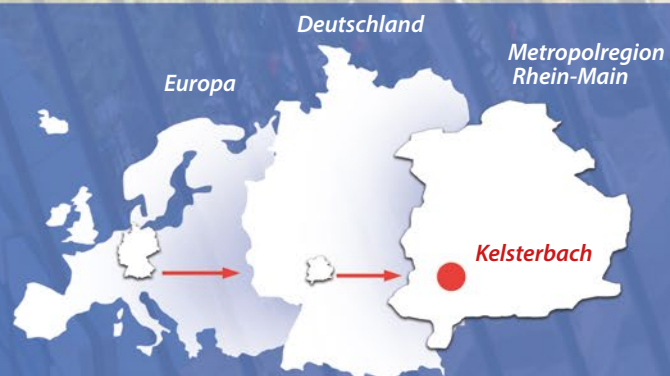 Deutschland
Metropolregion
Rhein-Main
Europa
Kelsterbach